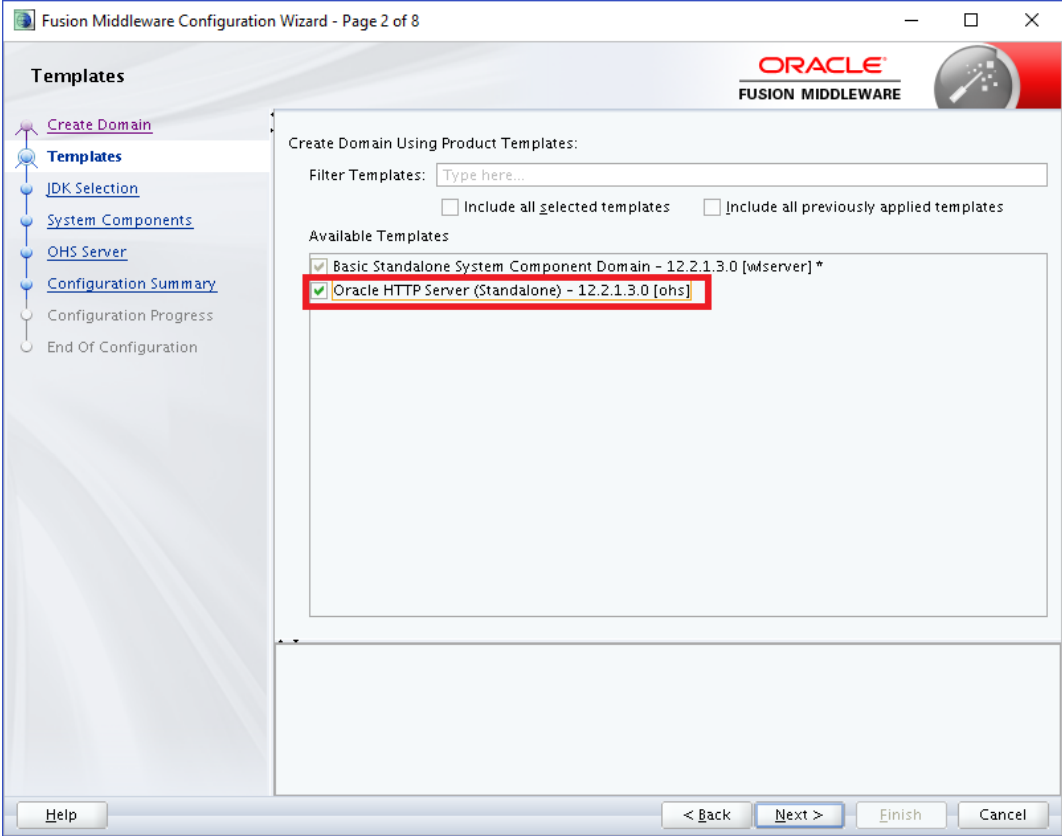 Fusion Middleware Configuration Wizard - Page 2 of 8
Templates
ORACLE
FUSION MIDDLEWARE
Create Domain
Templates
JDK Selection
System Components
OHS Server
Configuration Summary
Configuration Progress
End Of Configuration
Create Domain Using Product Templates:
Filter Templates: Type here...
Include all selected templates Include all previously applied templates
Available Templates
Basic Standalone System Component Domain - 12.2.1.3.0 [wlserver] *
Oracle HTTP Server (Standalone) - 12.2.1.3.0 [ohs]
Help < Back Next > Finish Cancel